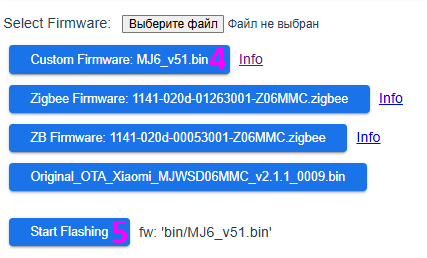 Select Firmware: Выберите файл Файл не выбран
Custom Firmware: MJ6_v51.bin 4 Info
Zigbee Firmware: 1141-020d-01263001-Z06MMC.zigbee Info
ZB Firmware: 1141-020d-00053001-Z06MMC.zigbee Info
Original_OTA_Xiaomi_MJWSD06MMC_v2.1.1_0009.bin
Start Flashing 5 fw: 'bin/MJ6_v51.bin'